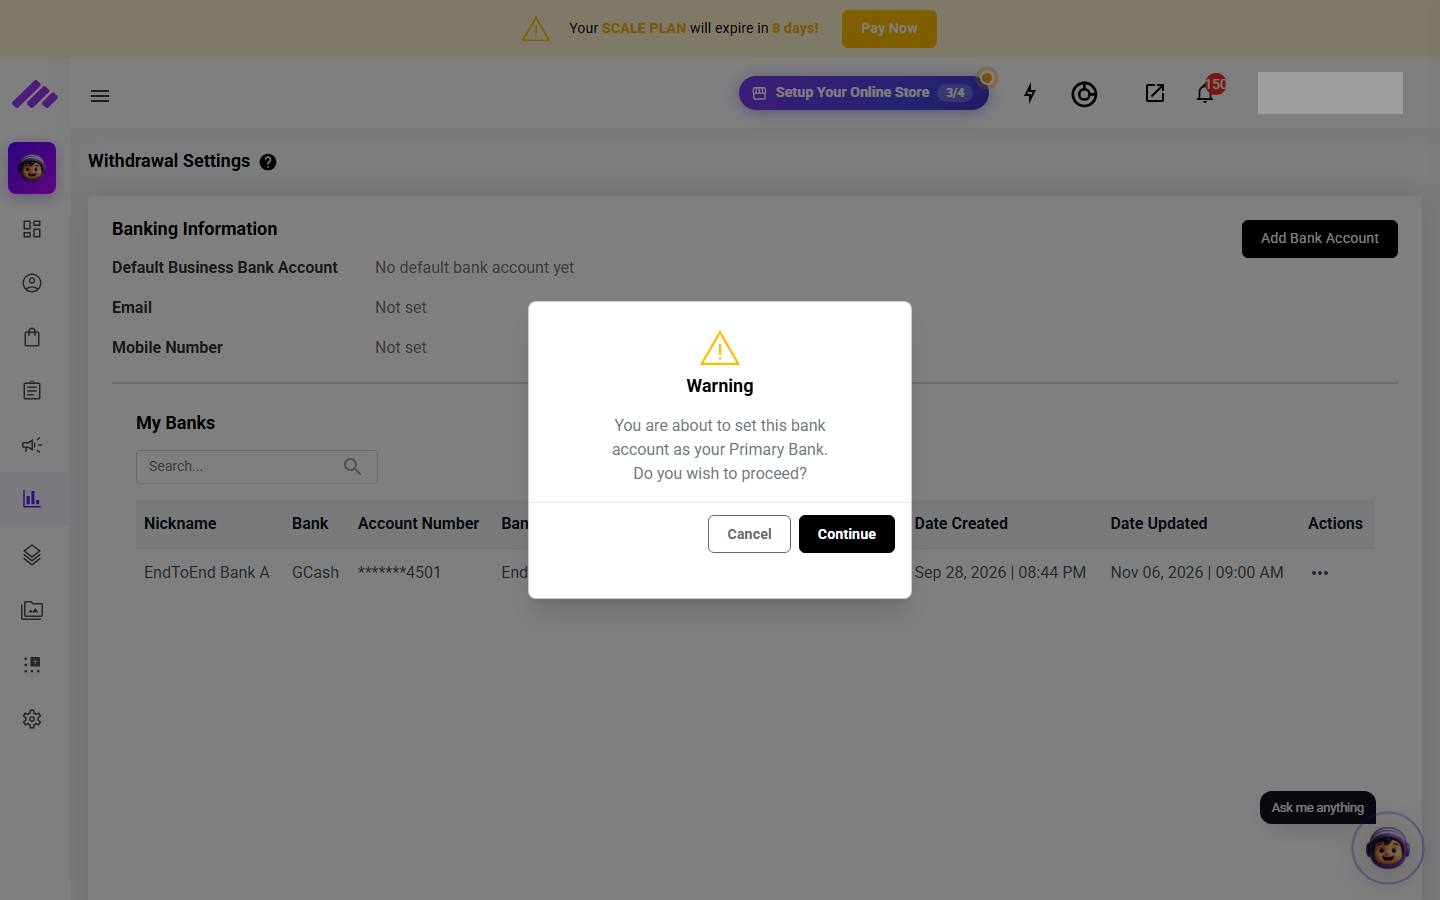 Your SCALE PLAN will expire in 8 days!
Pay Now
Setup Your Online Store 3/4
150
Withdrawal Settings
Banking Information
Add Bank Account
Default Business Bank Account No default bank account yet
Email Not set
Mobile Number Not set
Warning
You are about to set this bank
account as your Primary Bank.
Do you wish to proceed?
Cancel Continue
My Banks
Search...
Nickname Bank Account Number Ban Date Created Date Updated Actions
EndToEnd Bank A GCash *******4501 End Sep 28, 2026 | 08:44 PM Nov 06, 2026 | 09:00 AM
Ask me anything